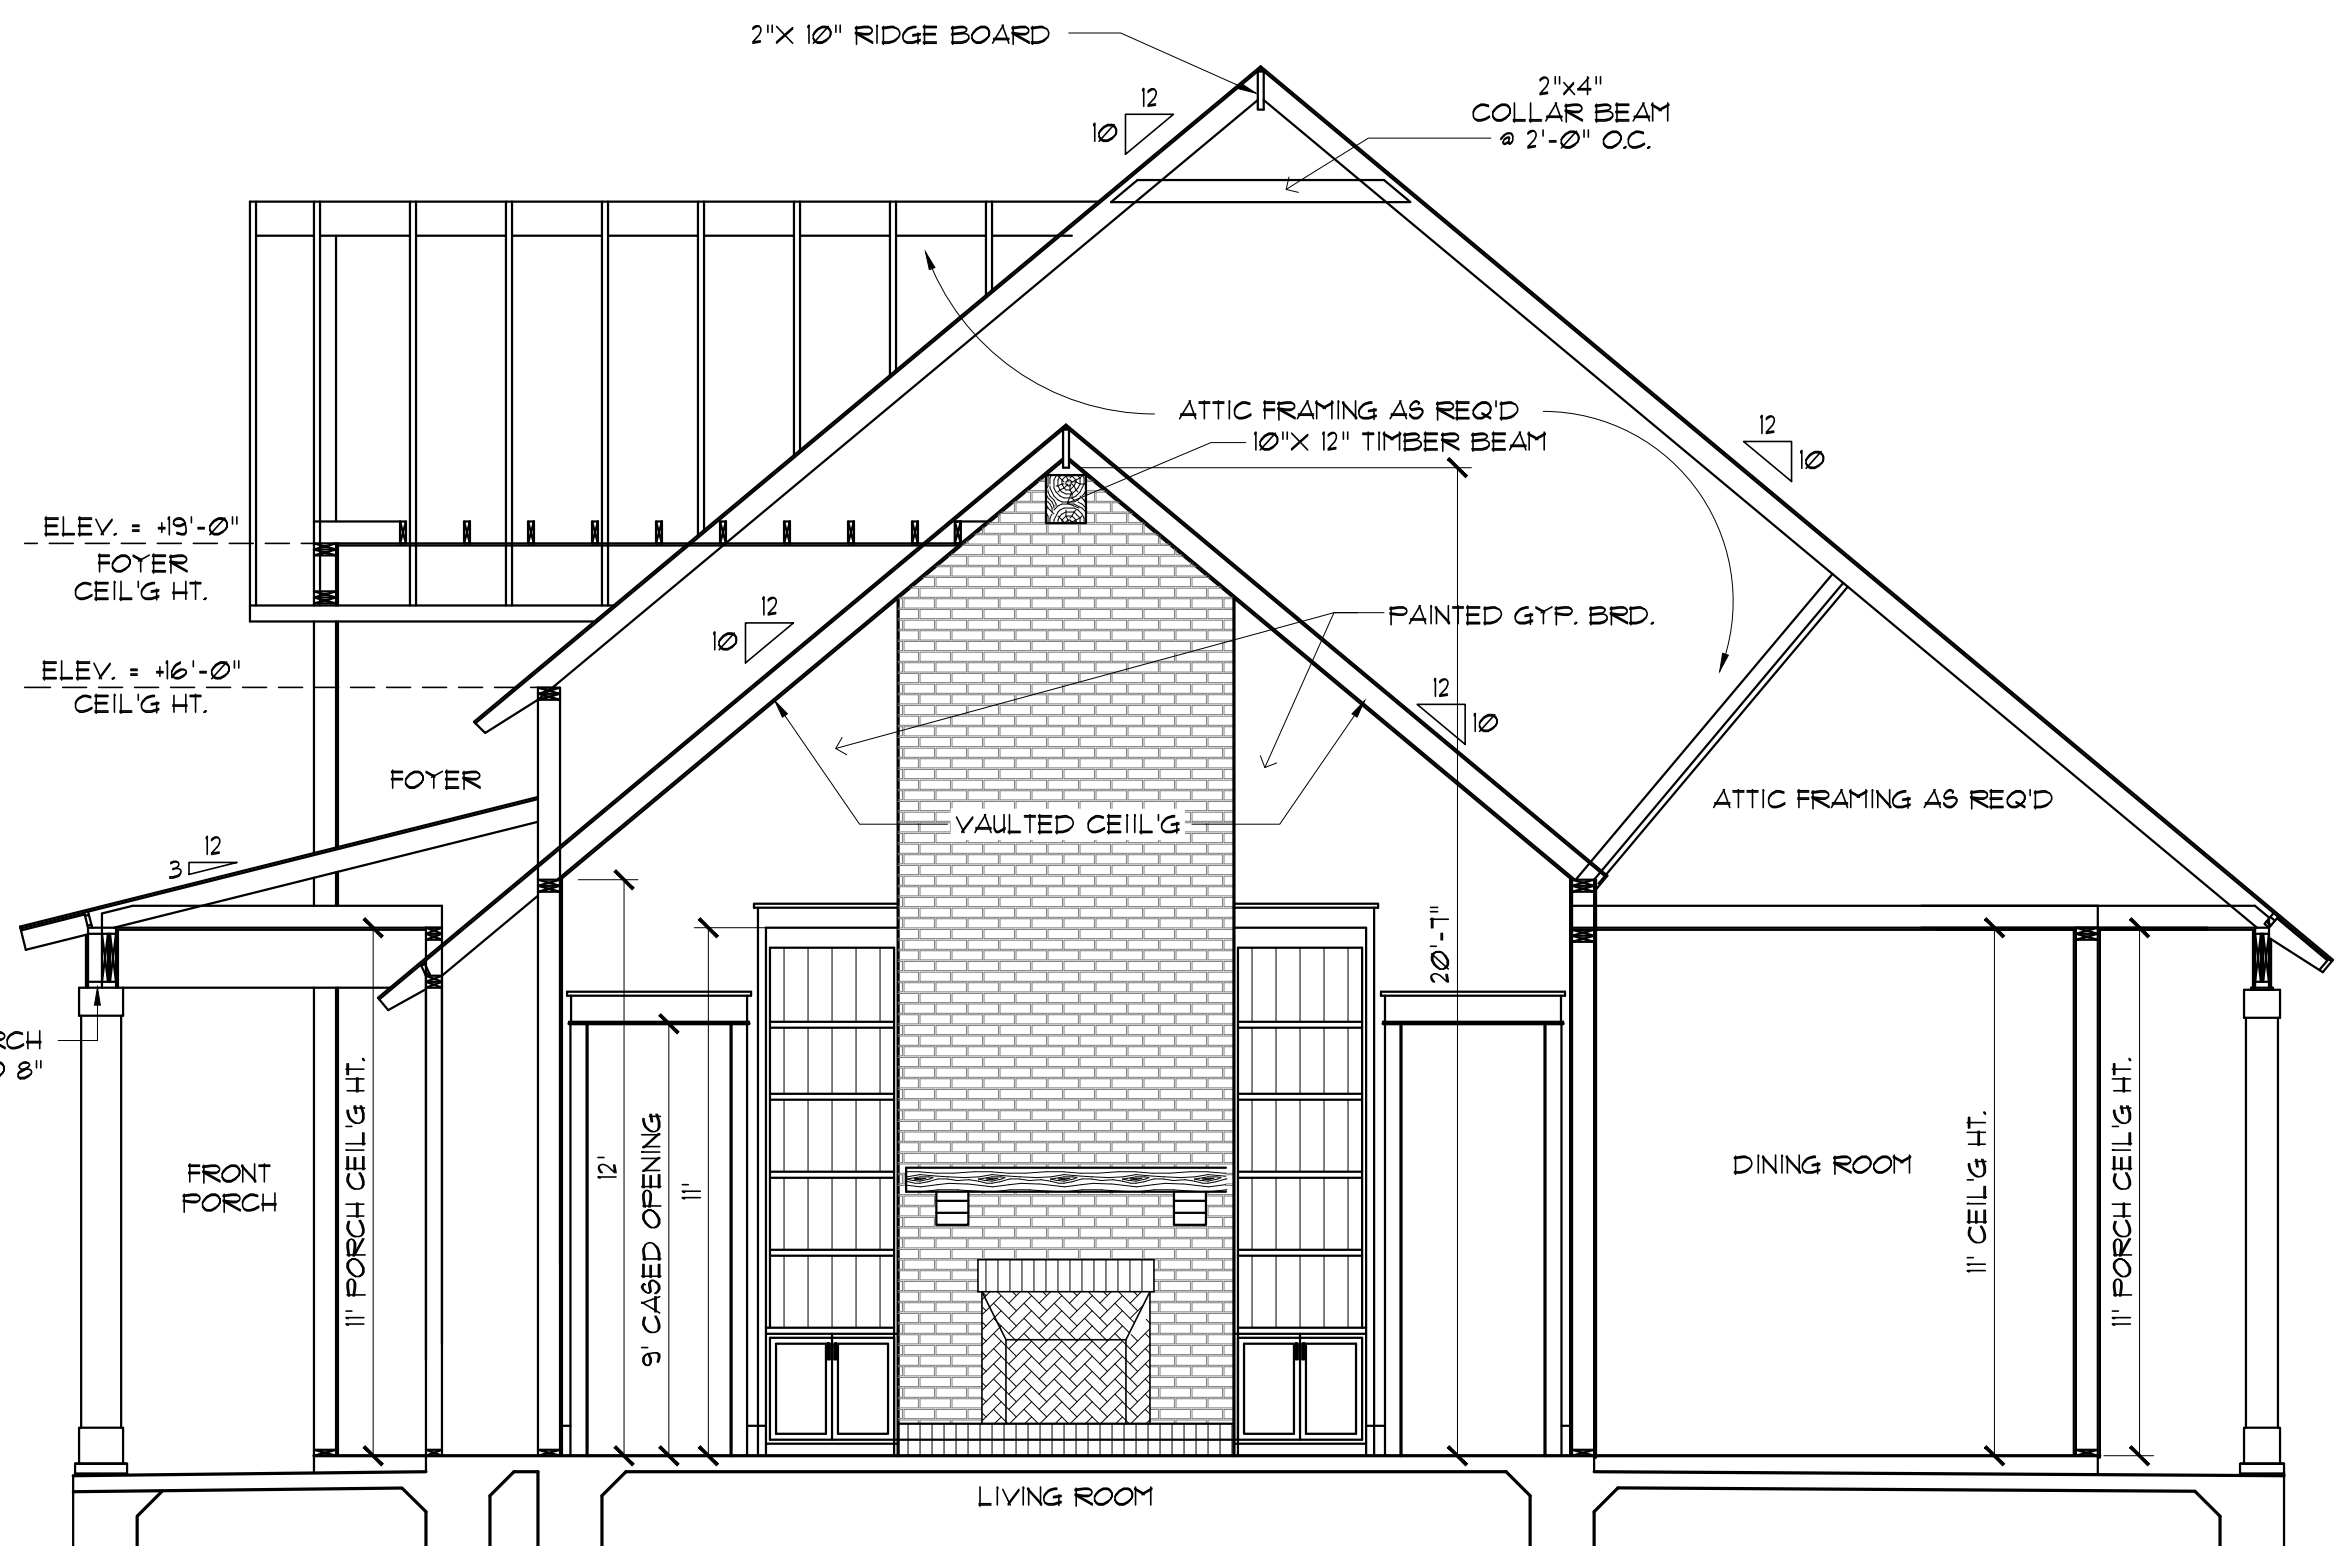 2"X 10" RIDGE BOARD
2"x4"
COLLAR BEAM
@ 2'-0" O.C.
12
10
ATTIC FRAMING AS REQ'D
10"X 12" TIMBER BEAM
12
10
ELEV. = +19'-0"
FOYER
CEIL'G HT.
12
10
PAINTED GYP. BRD.
ELEV. = +16'-0"
CEIL'G HT.
12
10
FOYER
VAULTED CEIIL'G
ATTIC FRAMING AS REQ'D
12
3
20'-7"
8"
FRONT
PORCH
11' PORCH CEIL'G HT.
12'
9' CASED OPENING
11'
DINING ROOM
11' CEIL'G HT.
11' PORCH CEIL'G HT.
LIVING ROOM